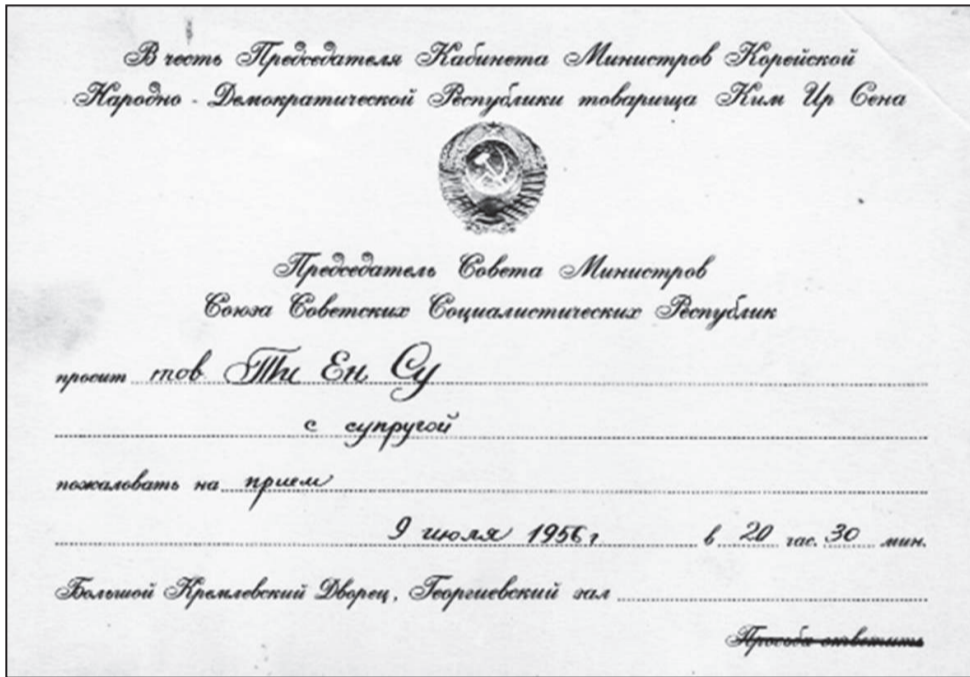 В честь Председателя Кабинета Министров Корейской
Народно-Демократической Республики товарища Ким Ир Сена
Председатель Совета Министров
Союза Советских Социалистических Республик
просит тов. Тти Ен Су
с супругой
пожаловать на прием
9 июля 1956 г в 20 час. 30 мин.
Большой Кремлевский Дворец, Георгиевский зал
Просьба ответить